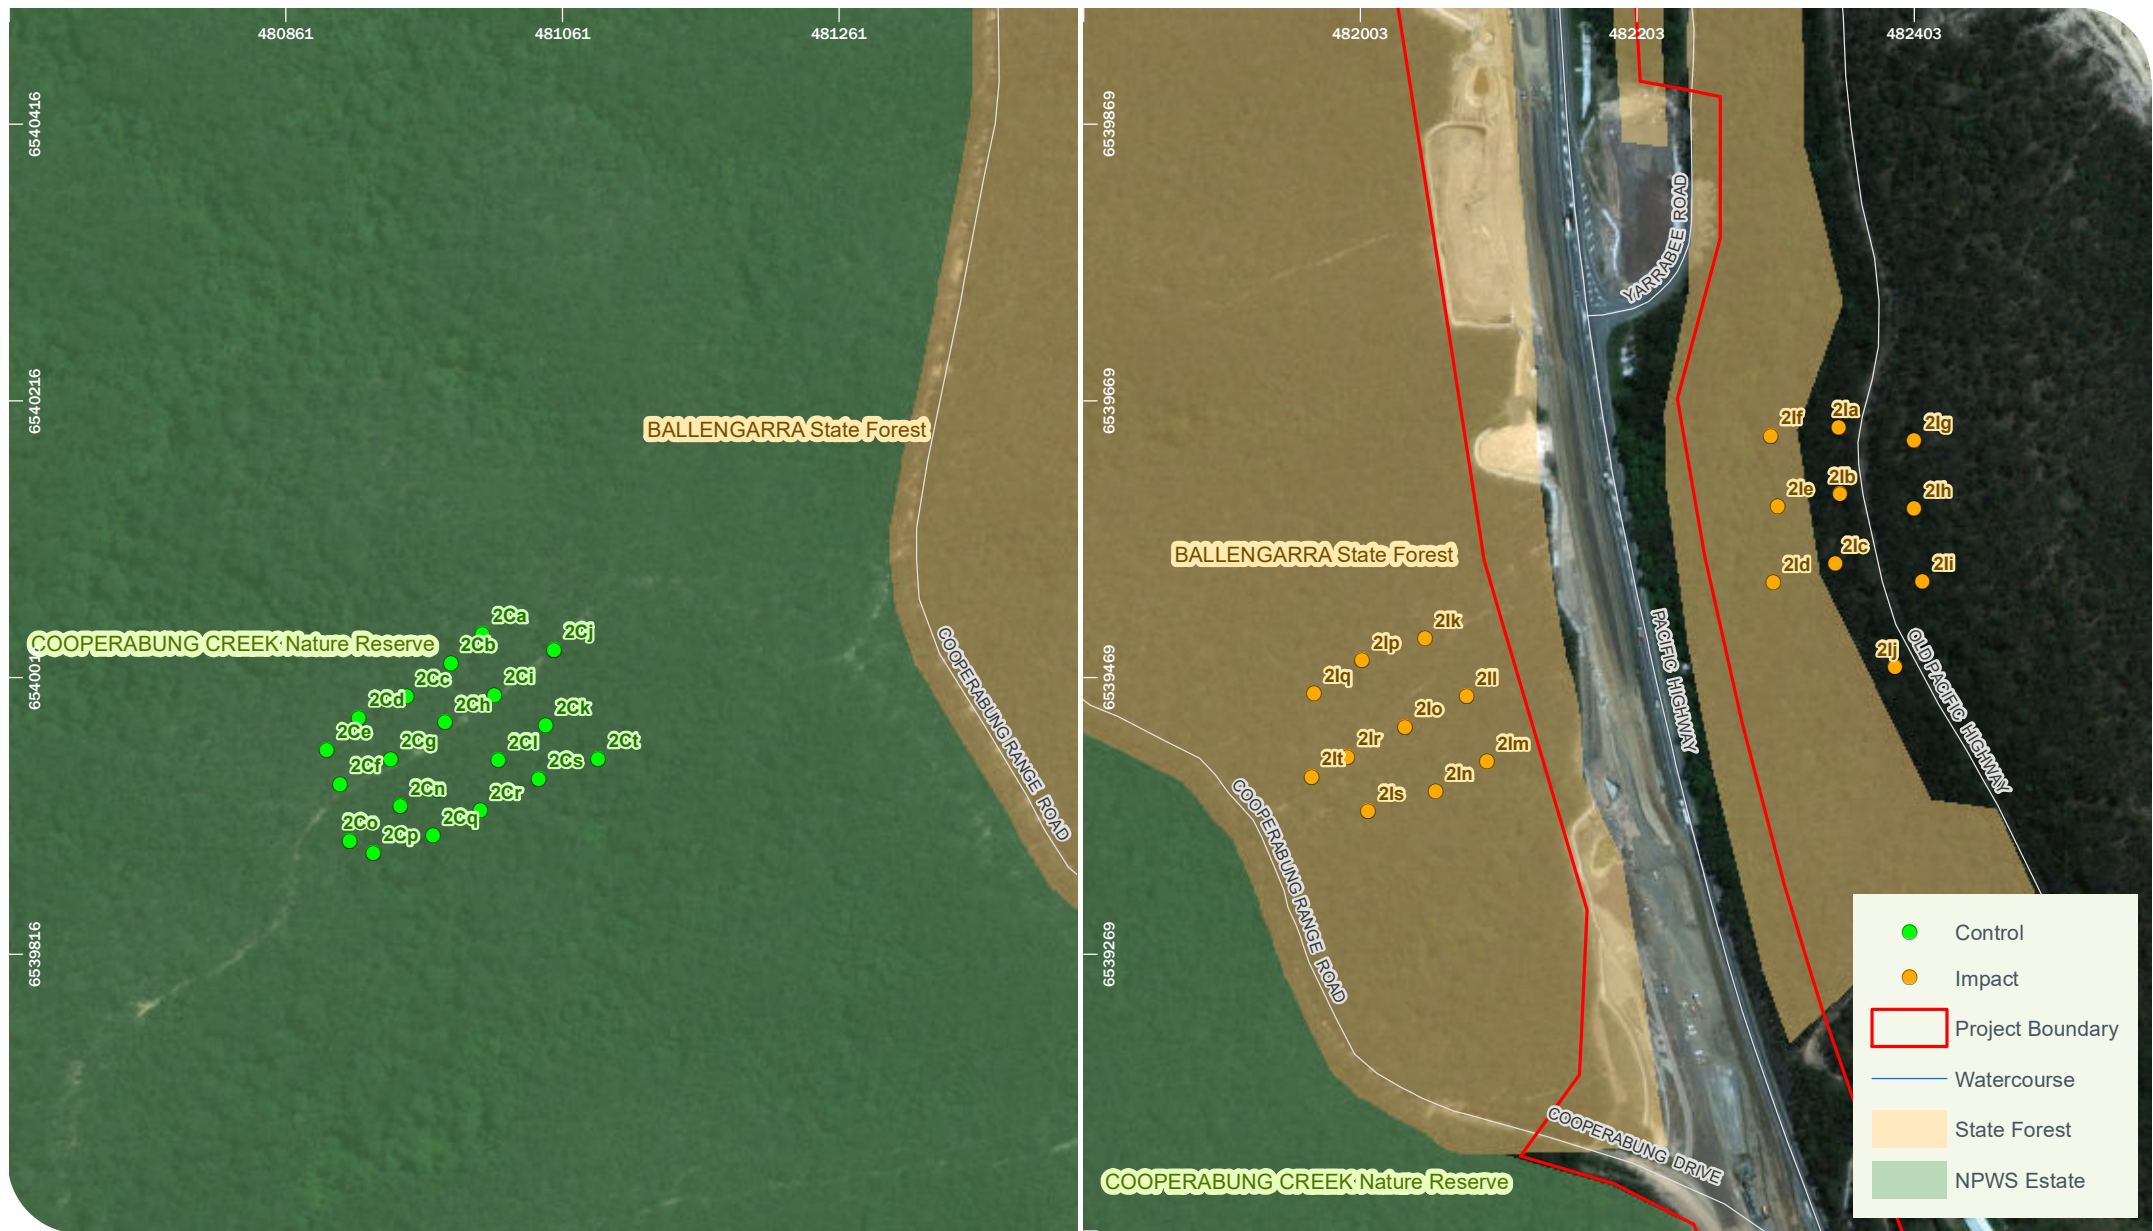 480861
481061
481261
6540416
6540216
6539816
BALLENGARRA State Forest
COOPERABUNG CREEK Nature Reserve
COOPERABUNG RANGE ROAD
2Ca
2Cb
2Cj
2Cc
2Ci
2Cd
2Ch
2Ck
2Ce
2Cg
2Cl
2Cs
2Ct
2Cf
2Cn
2Cr
2Co
2Cp
2Cq
482003
482203
482403
6539869
6539669
6539469
6539269
YARRABEE ROAD
BALLENGARRA State Forest
PACIFIC HIGHWAY
OLD PACIFIC HIGHWAY
COOPERABUNG RANGE ROAD
COOPERABUNG DRIVE
COOPERABUNG CREEK Nature Reserve
2If
2Ia
2Ig
2Ie
2Ib
2Ih
2Id
2Ic
2Ii
2Ij
2Ik
2Ip
2Iq
2Il
2Io
2Ir
2Im
2It
2In
2Is
Control
Impact
Project Boundary
Watercourse
State Forest
NPWS Estate